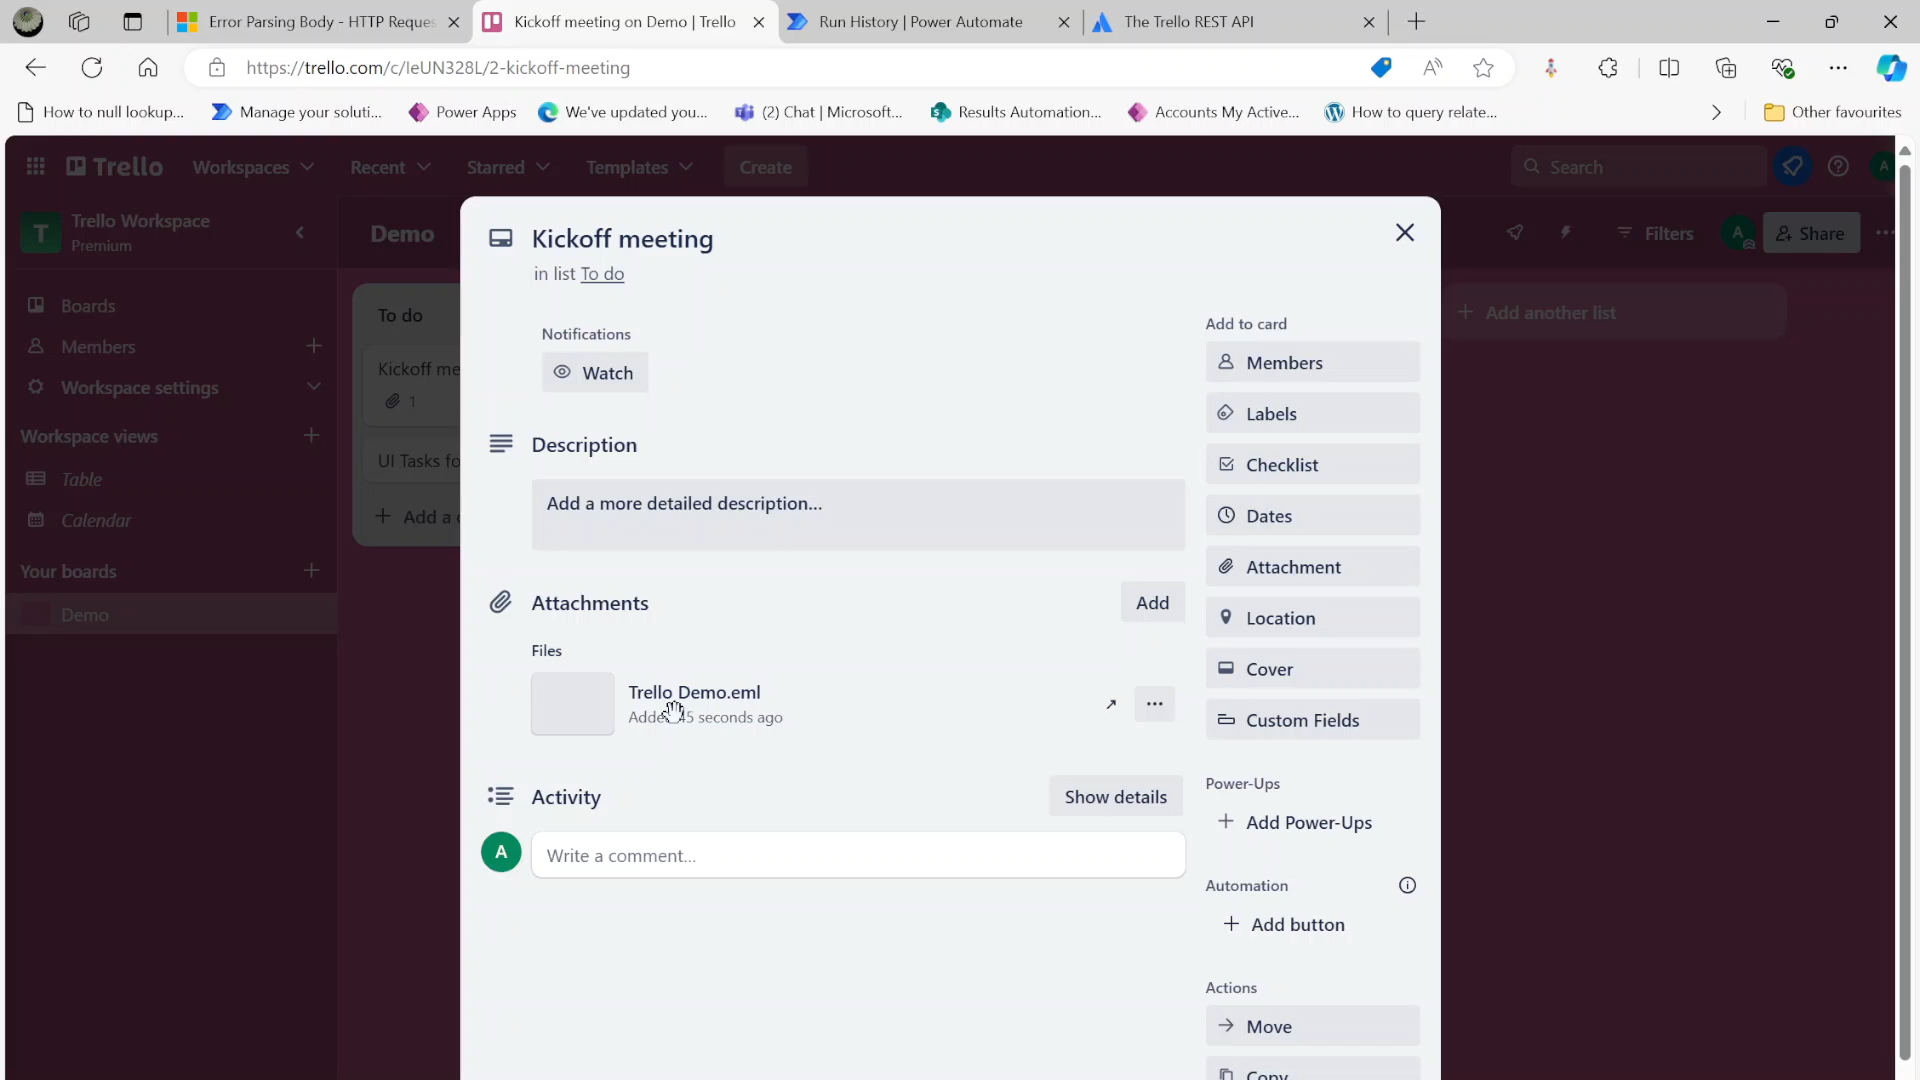 Error Parsing Body - HTTP Reques
Kickoff meeting on Demo | Trello
Run History | Power Automate
The Trello REST API
https://trello.com/c/leUN328L/2-kickoff-meeting
How to null lookup...
Manage your soluti...
Power Apps
We've updated you...
(2) Chat | Microsoft...
Results Automation...
Accounts My Active...
How to query relate...
Other favourites
Trello
Workspaces
Recent
Starred
Templates
Create
Search
A
T
Trello Workspace
Premium
Demo
Filters
A
Share
Boards
Members
Workspace settings
Workspace views
Table
Calendar
Your boards
Demo
To do
Kickoff me
1
UI Tasks fo
Add a c
Add another list
Kickoff meeting
in list To do
Notifications
Watch
Description
Add a more detailed description...
Attachments
Add
Files
Trello Demo.eml
seconds ago
Activity
Show details
A
Write a comment...
Add to card
Members
Labels
Checklist
Dates
Attachment
Location
Cover
Custom Fields
Power-Ups
Add Power-Ups
Automation
Add button
Actions
Move
Copy